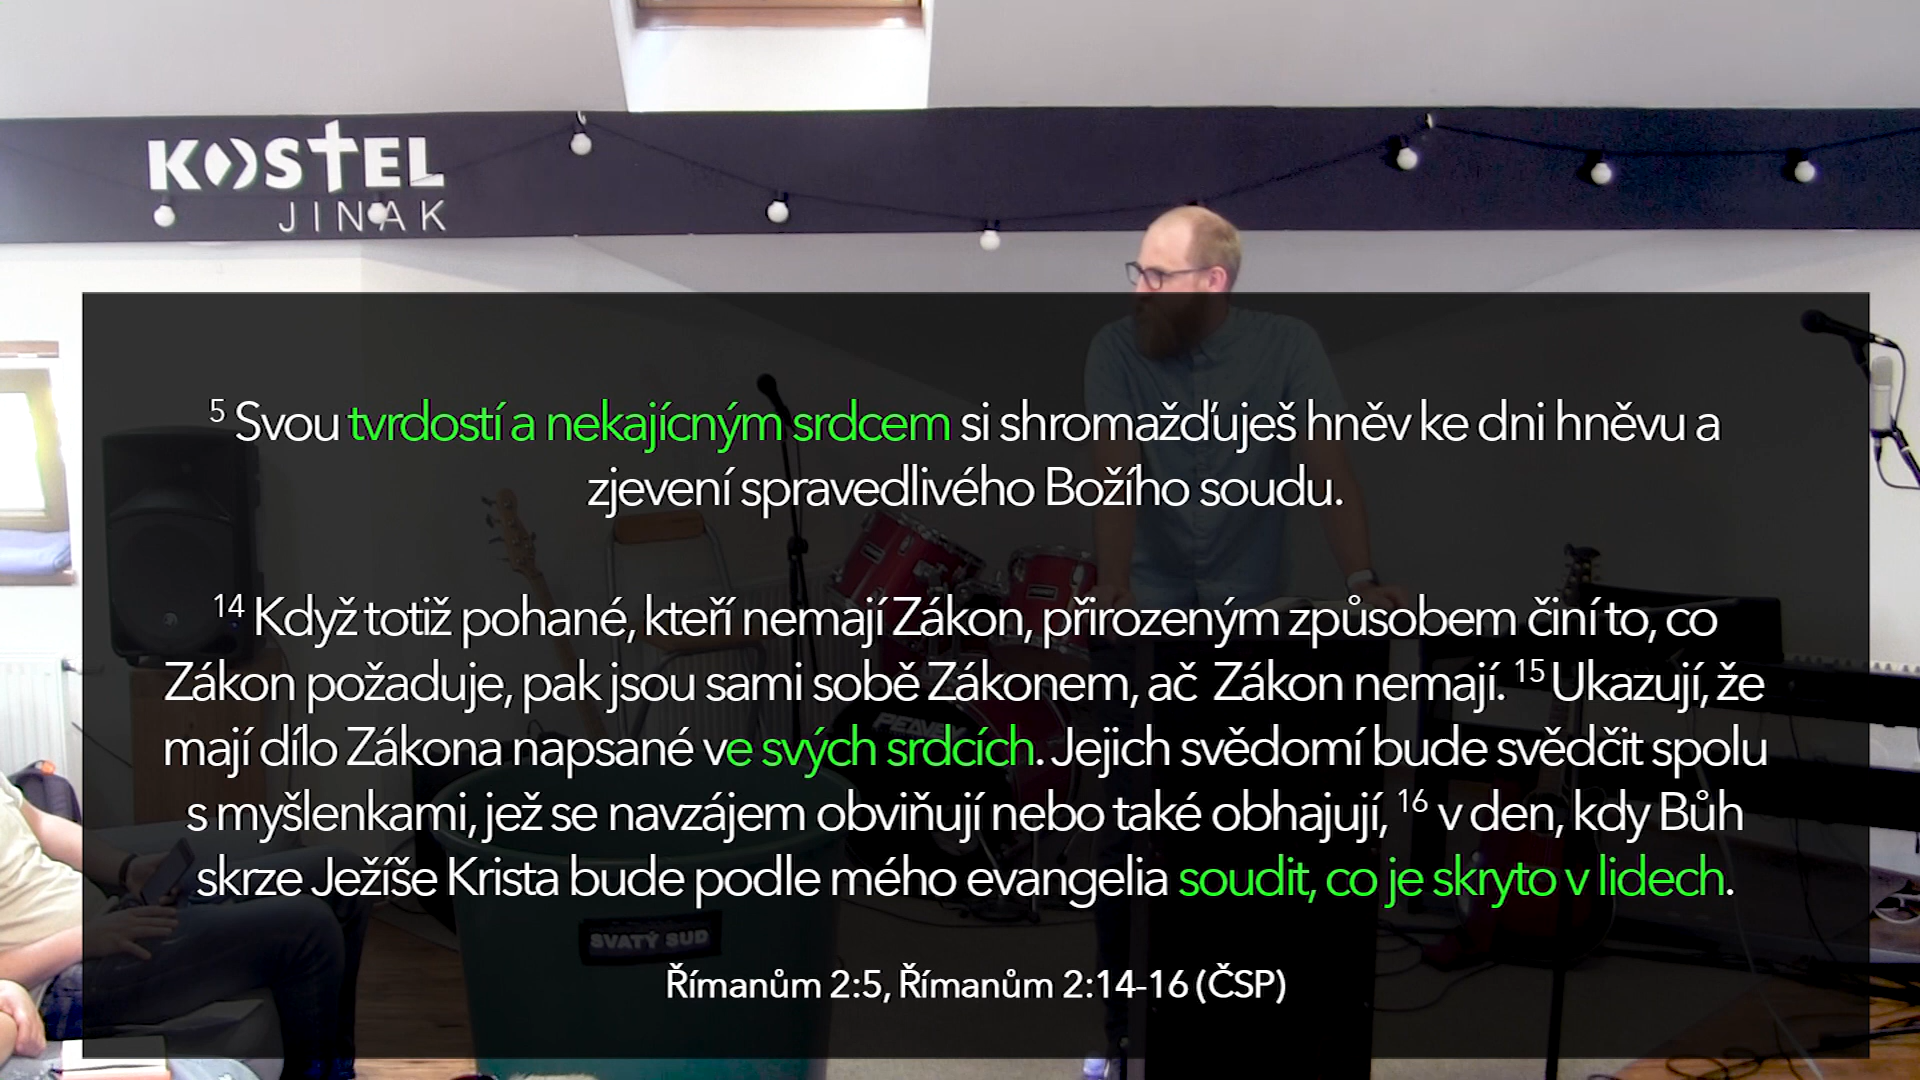 KOSTEL
JINAK
5 Svou tvrdostí a nekajícným srdcem si shromažďuješ hněv ke dni hněvu a
zjevení spravedlivého Božího soudu.
14 Když totiž pohané, kteří nemají Zákon, přirozeným způsobem činí to, co
Zákon požaduje, pak jsou sami sobě Zákonem, ač Zákon nemají. 15 Ukazují, že
mají dílo Zákona napsané ve svých srdcích. Jejich svědomí bude svědčit spolu
s myšlenkami, jež se navzájem obviňují nebo také obhajují, 16 v den, kdy Bůh
skrze Ježíše Krista bude podle mého evangelia soudit, co je skryto v lidech.
Římanům 2:5, Římanům 2:14-16 (ČSP)
PEAVEY
SVATÝ SUD